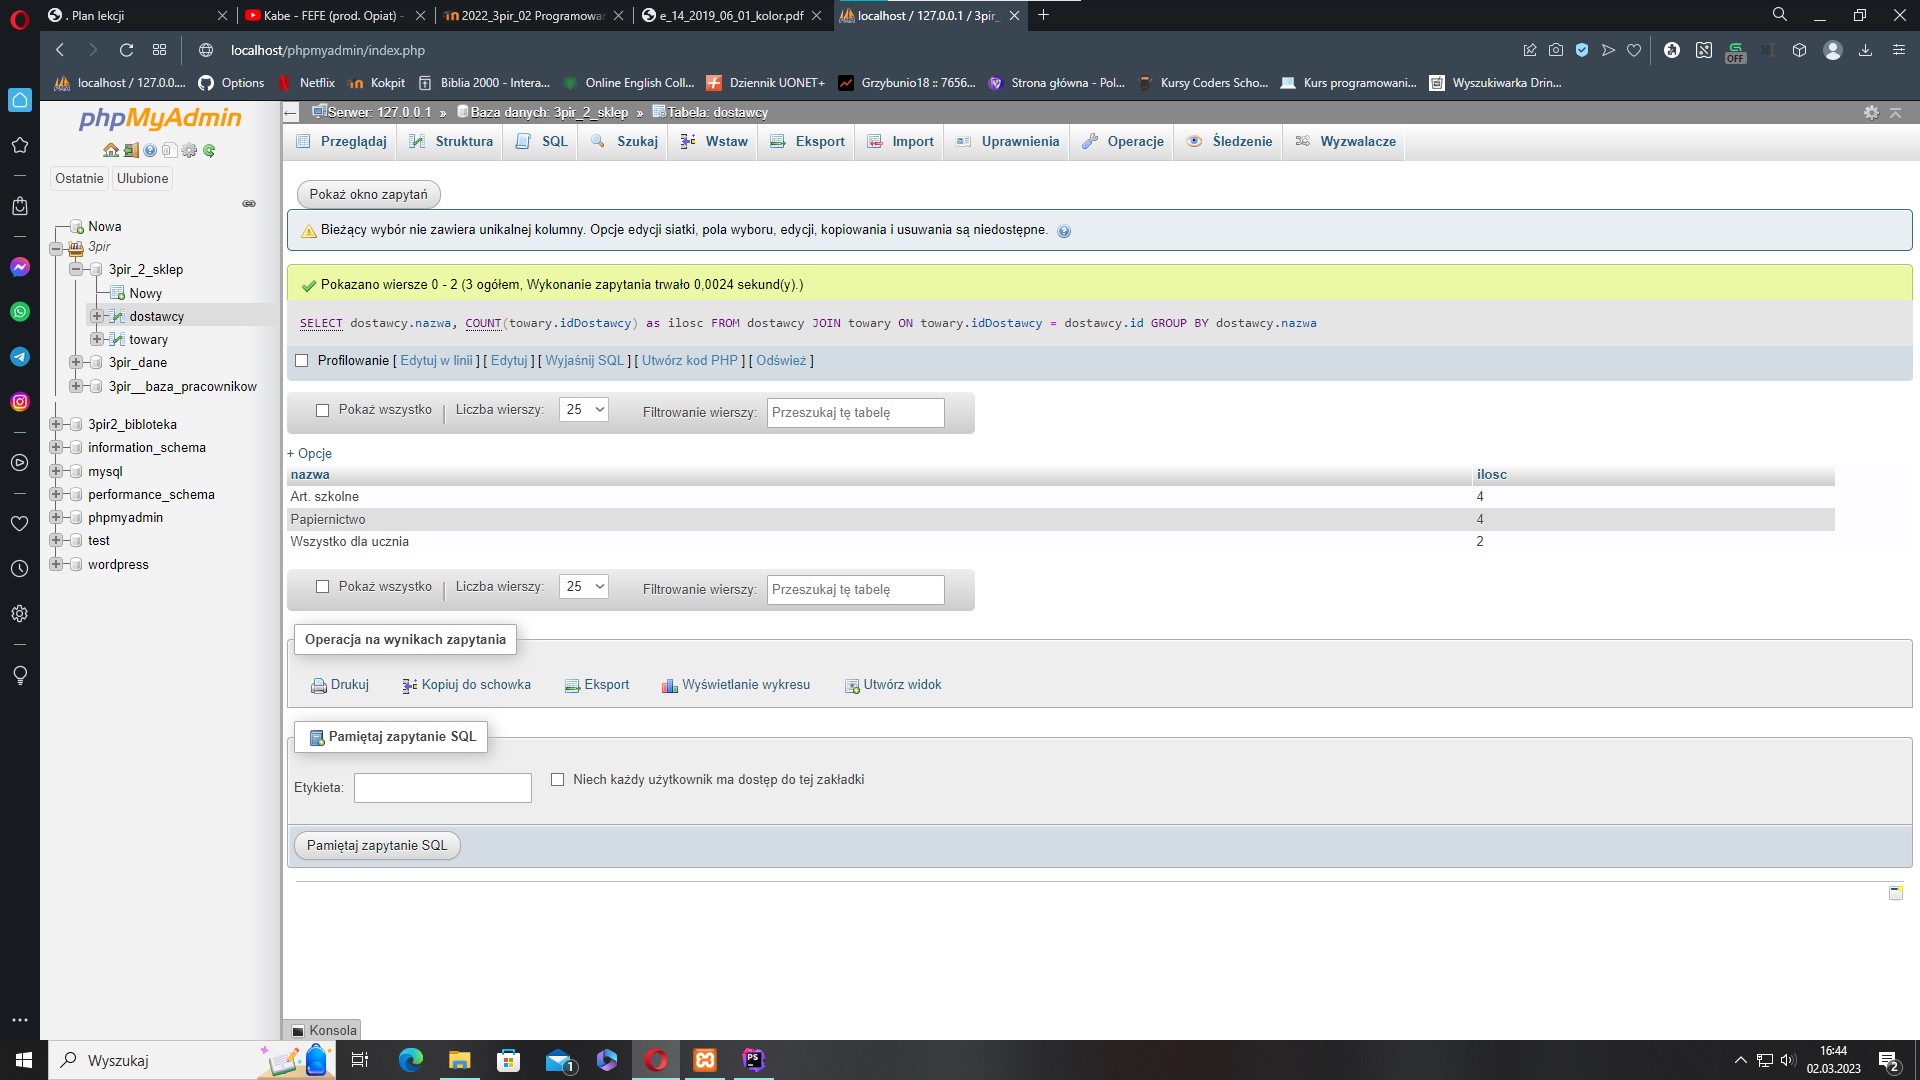 . Plan lekcji
Kabe - FEFE (prod. Opiat) -
2022_3pir_02 Programowan
e_14_2019_06_01_kolor.pdf
localhost / 127.0.0.1 / 3pir_
localhost/phpmyadmin/index.php
OFF
localhost / 127.0.0....
Options
Netflix
Kokpit
Biblia 2000 - Intera...
Online English Coll...
Dziennik UONET+
Grzybunio18 :: 7656...
Strona główna - Pol...
Kursy Coders Scho...
Kurs programowani...
Wyszukiwarka Drin...
phpMyAdmin
Ostatnie
Ulubione
Nowa
3pir
3pir_2_sklep
Nowy
dostawcy
towary
3pir_dane
3pir__baza_pracownikow
3pir2_bibloteka
information_schema
mysql
performance_schema
phpmyadmin
test
wordpress
Serwer: 127.0.0.1 » Baza danych: 3pir_2_sklep » Tabela: dostawcy
Przeglądaj
Struktura
SQL
Szukaj
Wstaw
Eksport
Import
Uprawnienia
Operacje
Śledzenie
Wyzwalacze
Pokaż okno zapytań
Bieżący wybór nie zawiera unikalnej kolumny. Opcje edycji siatki, pola wyboru, edycji, kopiowania i usuwania są niedostępne.
Pokazano wiersze 0 - 2 (3 ogółem, Wykonanie zapytania trwało 0,0024 sekund(y).)
SELECT dostawcy.nazwa, COUNT(towary.idDostawcy) as ilosc FROM dostawcy JOIN towary ON towary.idDostawcy = dostawcy.id GROUP BY dostawcy.nazwa
Profilowanie [ Edytuj w linii ] [ Edytuj ] [ Wyjaśnij SQL ] [ Utwórz kod PHP ] [ Odśwież ]
Pokaż wszystko | Liczba wierszy: 25 Filtrowanie wierszy: Przeszukaj tę tabelę
+ Opcje
nazwa ilosc
Art. szkolne 4
Papiernictwo 4
Wszystko dla ucznia 2
Pokaż wszystko | Liczba wierszy: 25 Filtrowanie wierszy: Przeszukaj tę tabelę
Operacja na wynikach zapytania
Drukuj
Kopiuj do schowka
Eksport
Wyświetlanie wykresu
Utwórz widok
Pamiętaj zapytanie SQL
Etykieta:
Niech każdy użytkownik ma dostęp do tej zakładki
Pamiętaj zapytanie SQL
Konsola
Wyszukaj
1
PS
16:44
02.03.2023
2